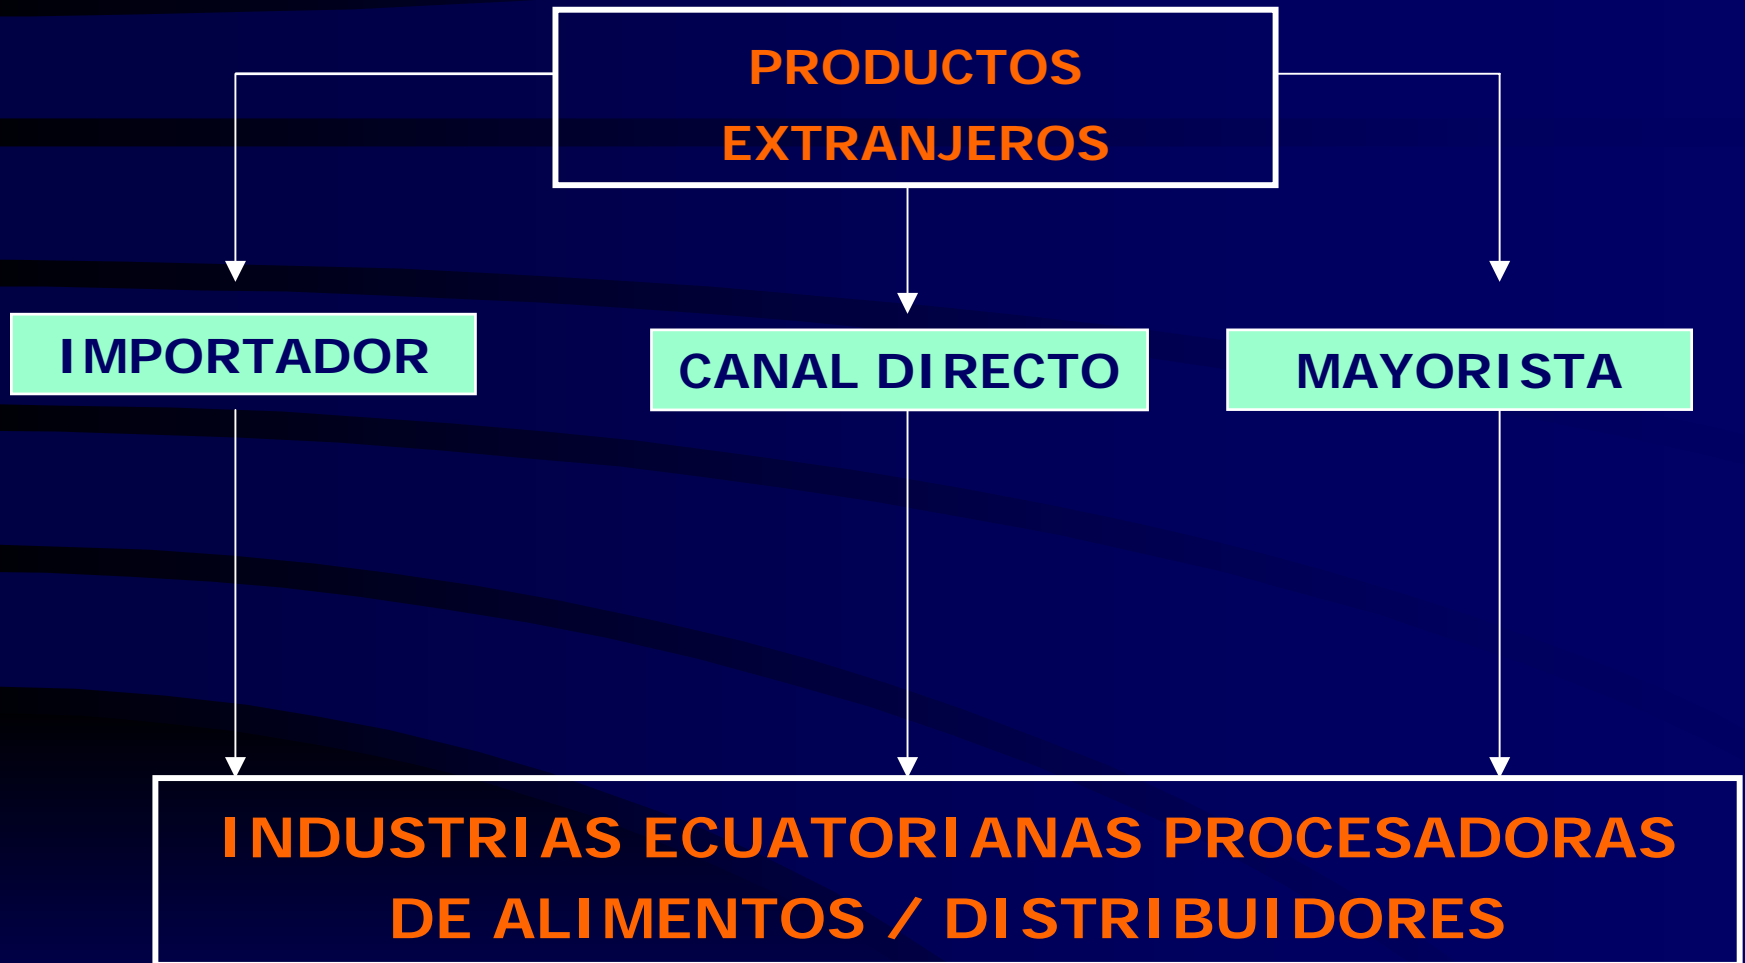 PRODUCTOS
EXTRANJEROS
IMPORTADOR
CANAL DIRECTO
MAYORISTA
INDUSTRIAS ECUATORIANAS PROCESADORAS
DE ALIMENTOS / DISTRIBUIDORES